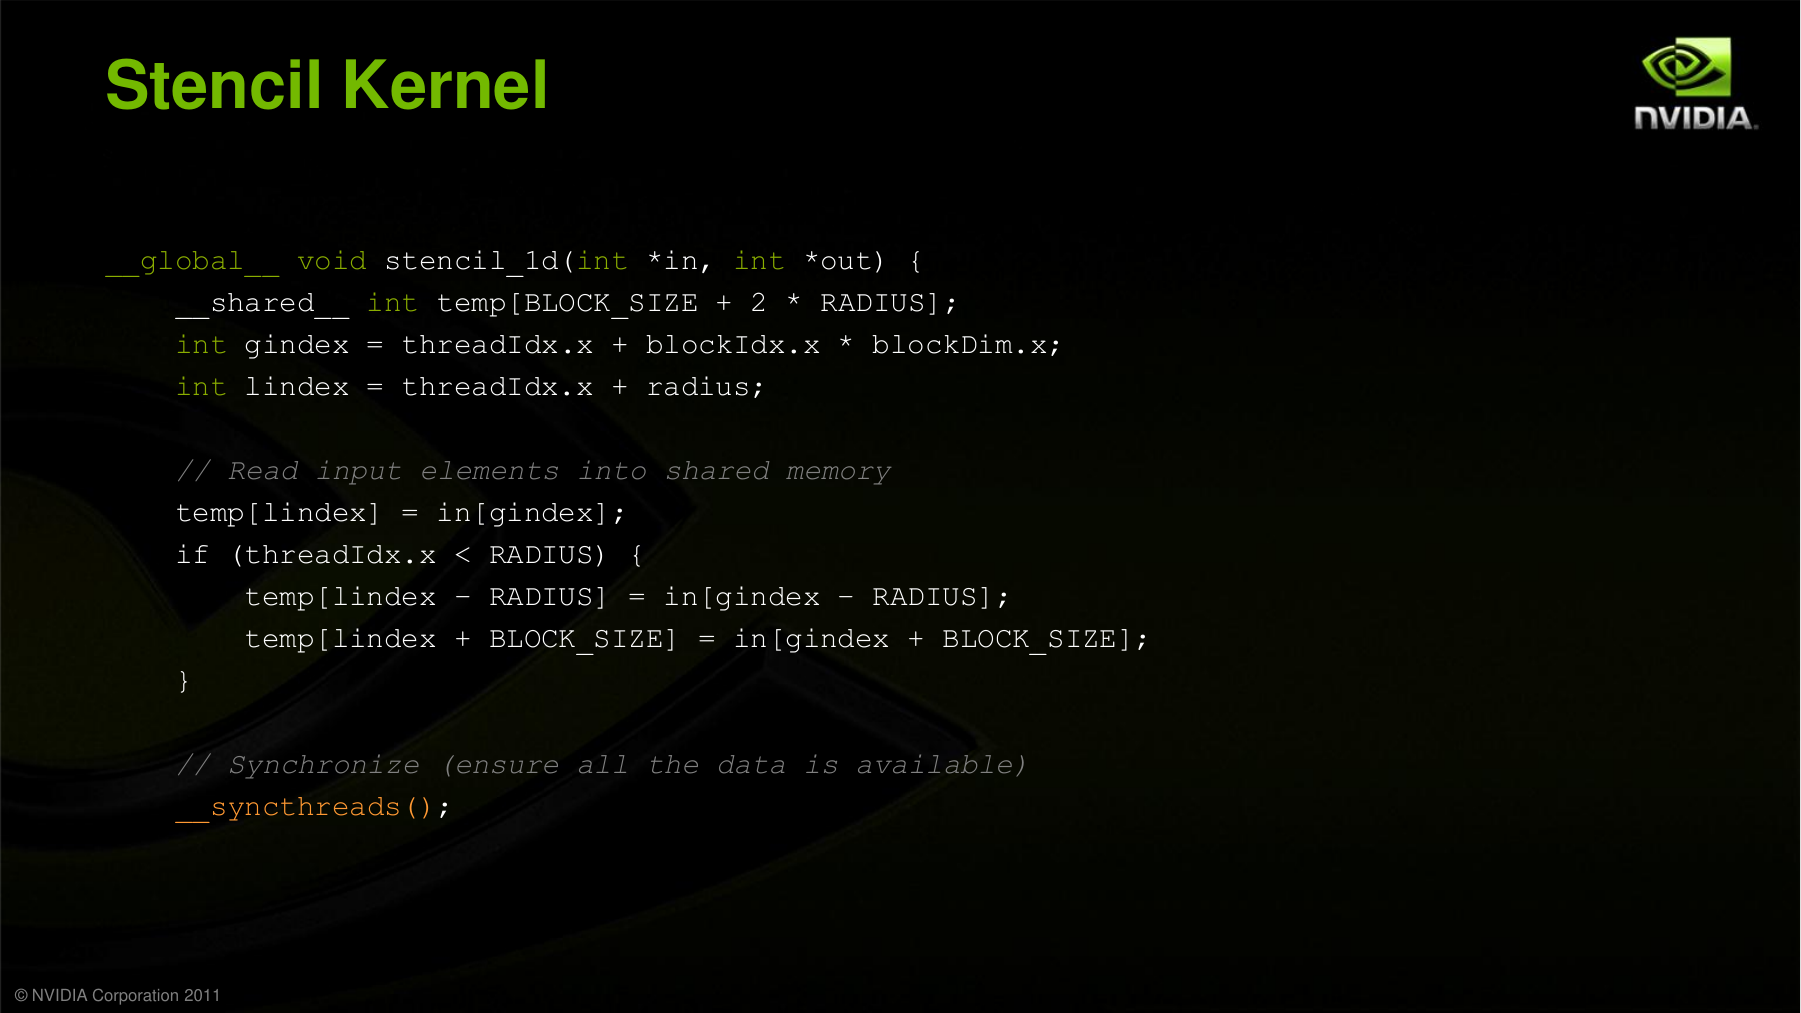 Stencil Kernel
NVIDIA.
__global__ void stencil_1d(int *in, int *out) {
__shared__ int temp[BLOCK_SIZE + 2 * RADIUS];
int gindex = threadIdx.x + blockIdx.x * blockDim.x;
int lindex = threadIdx.x + radius;
// Read input elements into shared memory
temp[lindex] = in[gindex];
if (threadIdx.x < RADIUS) {
temp[lindex – RADIUS] = in[gindex – RADIUS];
temp[lindex + BLOCK_SIZE] = in[gindex + BLOCK_SIZE];
}
// Synchronize (ensure all the data is available)
__syncthreads();
© NVIDIA Corporation 2011